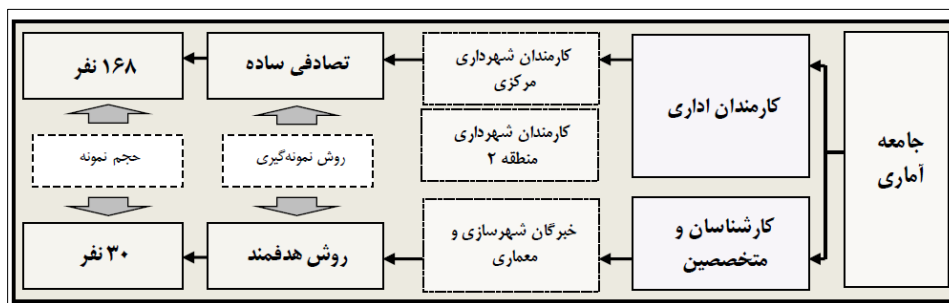 جامعه
آماری
کارمندان اداری
کارشناسان و
متخصصین
کارمندان شهرداری
مرکزی
کارمندان شهرداری
منطقه ۲
خبرگان شهرسازی و
معماری
تصادفی ساده
روش نمونه‌گیری
روش هدفمند
۱۶۸ نفر
حجم نمونه
۳۰ نفر